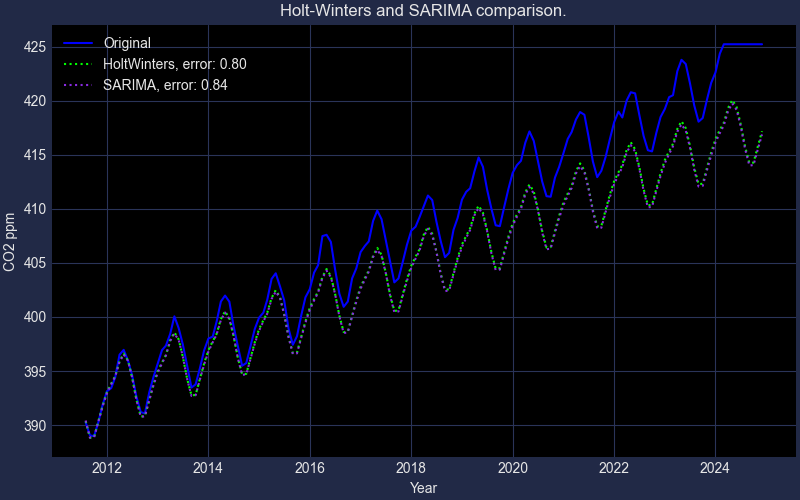 Holt-Winters and SARIMA comparison.
Original
HoltWinters, error: 0.80
SARIMA, error: 0.84
425
420
415
410
405
400
395
390
CO2 ppm
2012 2014 2016 2018 2020 2022 2024
Year